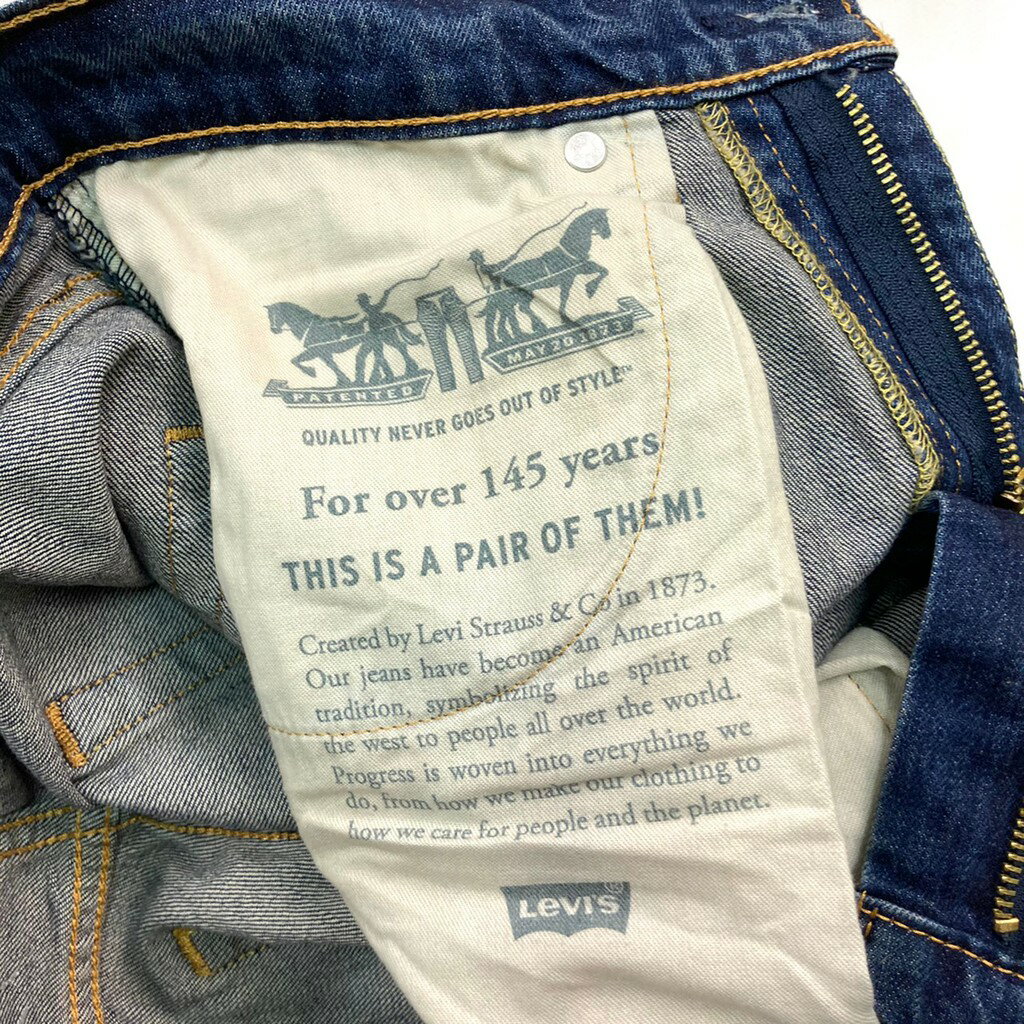 PATENTED
MAY 20 1873
QUALITY NEVER GOES OUT OF STYLE™
For over 145 years
THIS IS A PAIR OF THEM!
Created by Levi Strauss & Co in 1873.
Our jeans have become an American
tradition, symbolizing the spirit of
the west to people all over the world.
Progress is woven into everything we
do, from how we make our clothing to
how we care for people and the planet.
LEVI'S®